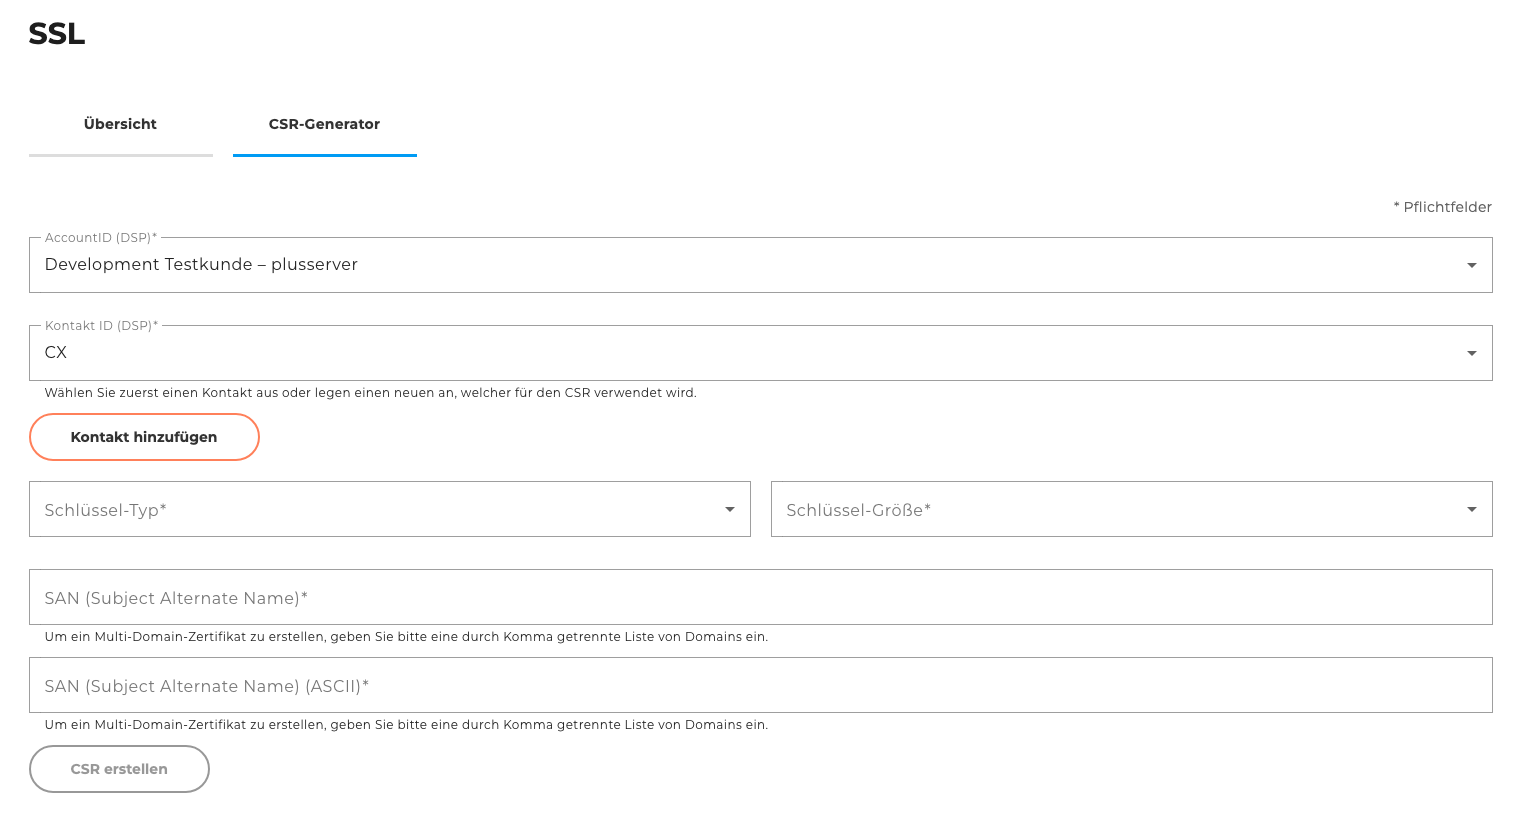 SSL
Übersicht
CSR-Generator
* Pflichtfelder
AccountID (DSP)*
Development Testkunde – plusserver
Kontakt ID (DSP)*
CX
Wählen Sie zuerst einen Kontakt aus oder legen einen neuen an, welcher für den CSR verwendet wird.
Kontakt hinzufügen
Schlüssel-Typ*
Schlüssel-Größe*
SAN (Subject Alternate Name)*
Um ein Multi-Domain-Zertifikat zu erstellen, geben Sie bitte eine durch Komma getrennte Liste von Domains ein.
SAN (Subject Alternate Name) (ASCII)*
Um ein Multi-Domain-Zertifikat zu erstellen, geben Sie bitte eine durch Komma getrennte Liste von Domains ein.
CSR erstellen